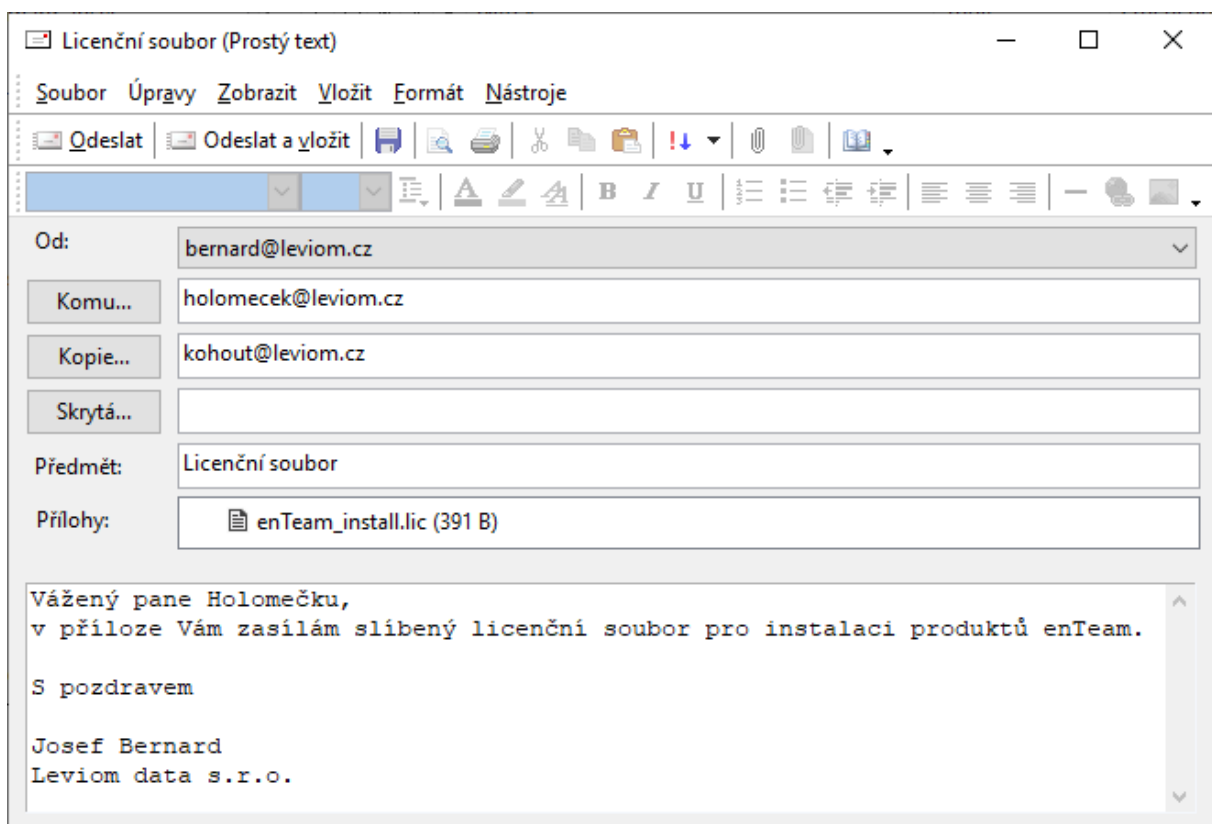 Licenční soubor (Prostý text)
Soubor Úpravy Zobrazit Vložit Formát Nástroje
Odeslat Odeslat a vložit
A A B I U
Od: bernard@leviom.cz
Komu... holomecek@leviom.cz
Kopie... kohout@leviom.cz
Skrytá...
Předmět: Licenční soubor
Přílohy: enTeam_install.lic (391 B)
Vážený pane Holomečku,
v příloze Vám zasílám slíbený licenční soubor pro instalaci produktů enTeam.
S pozdravem
Josef Bernard
Leviom data s.r.o.